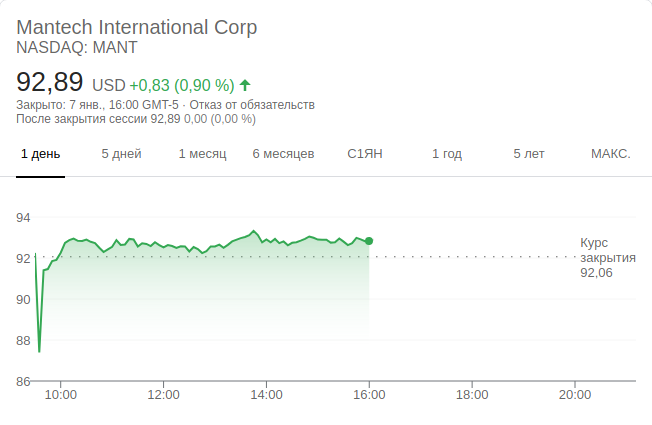 Mantech International Corp
NASDAQ: MANT
92,89 USD +0,83 (0,90 %)
Закрыто: 7 янв., 16:00 GMT-5 · Отказ от обязательств
После закрытия сессии 92,89 0,00 (0,00 %)
1 день 5 дней 1 месяц 6 месяцев С1ЯН 1 год 5 лет МАКС.
94
92
90
88
86
Курс
закрытия
92,06
10:00 12:00 14:00 16:00 18:00 20:00